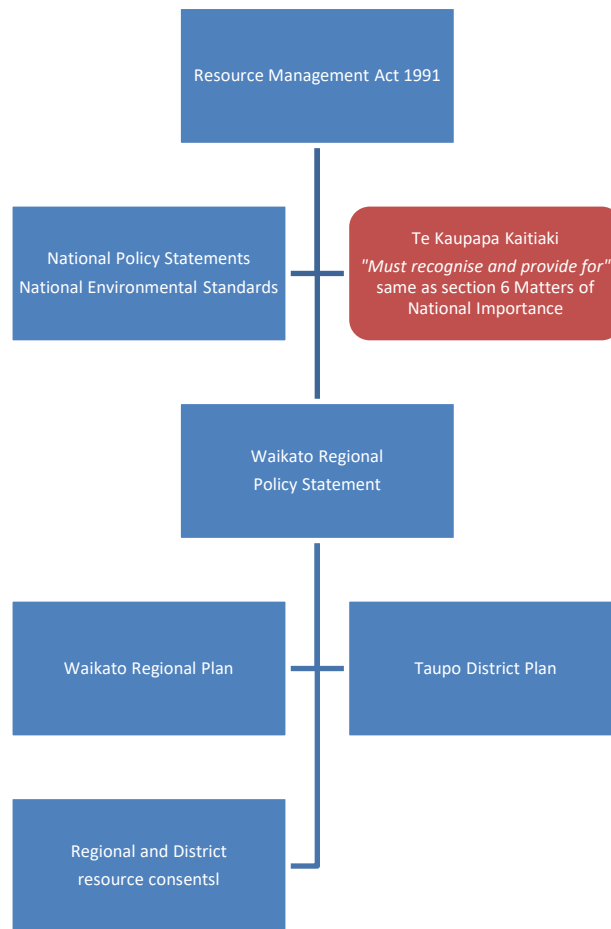 Resource Management Act 1991
National Policy Statements
National Environmental Standards
Te Kaupapa Kaitiaki
"Must recognise and provide for"
same as section 6 Matters of
National Importance
Waikato Regional
Policy Statement
Waikato Regional Plan
Taupo District Plan
Regional and District
resource consentsl